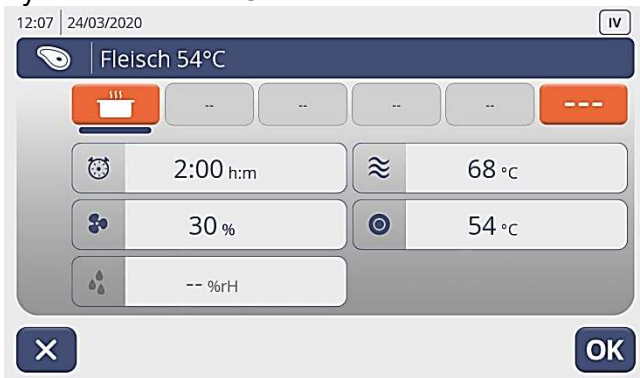 12:07 24/03/2020 IV
Fleisch 54°C
-- -- -- -- ---
2:00 h:m 68 °C
30 % 54 °C
-- %rH
OK